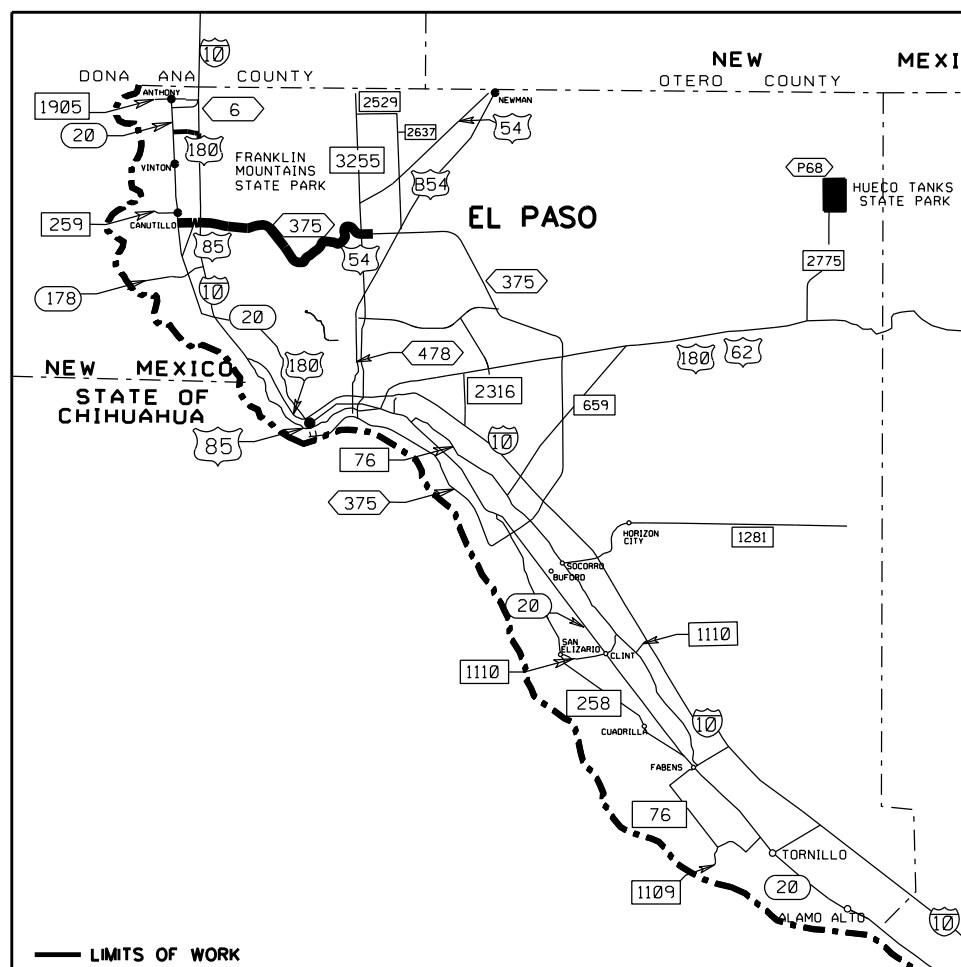 NEW MEXI
DONA ANA COUNTY
OTERO COUNTY
10
ANTHONY
1905
6
2529
NEWMAN
20
2637
54
180
3255
VINTON
FRANKLIN
MOUNTAINS
STATE PARK
P68
B54
HUECO TANKS
STATE PARK
259
CANUTILLO
375
EL PASO
85
54
2775
375
178
10
20
478
180
62
NEW MEXICO
180
2316
STATE OF
CHIHUAHUA
659
85
76
10
375
HORIZON
CITY
1281
SOCORRO
BUFORD
20
1110
SAN
ELIZARIO
CLINT
1110
258
10
CUADRILLA
FABENS
76
TORNILLO
1109
20
ALAMO ALTO
10
LIMITS OF WORK